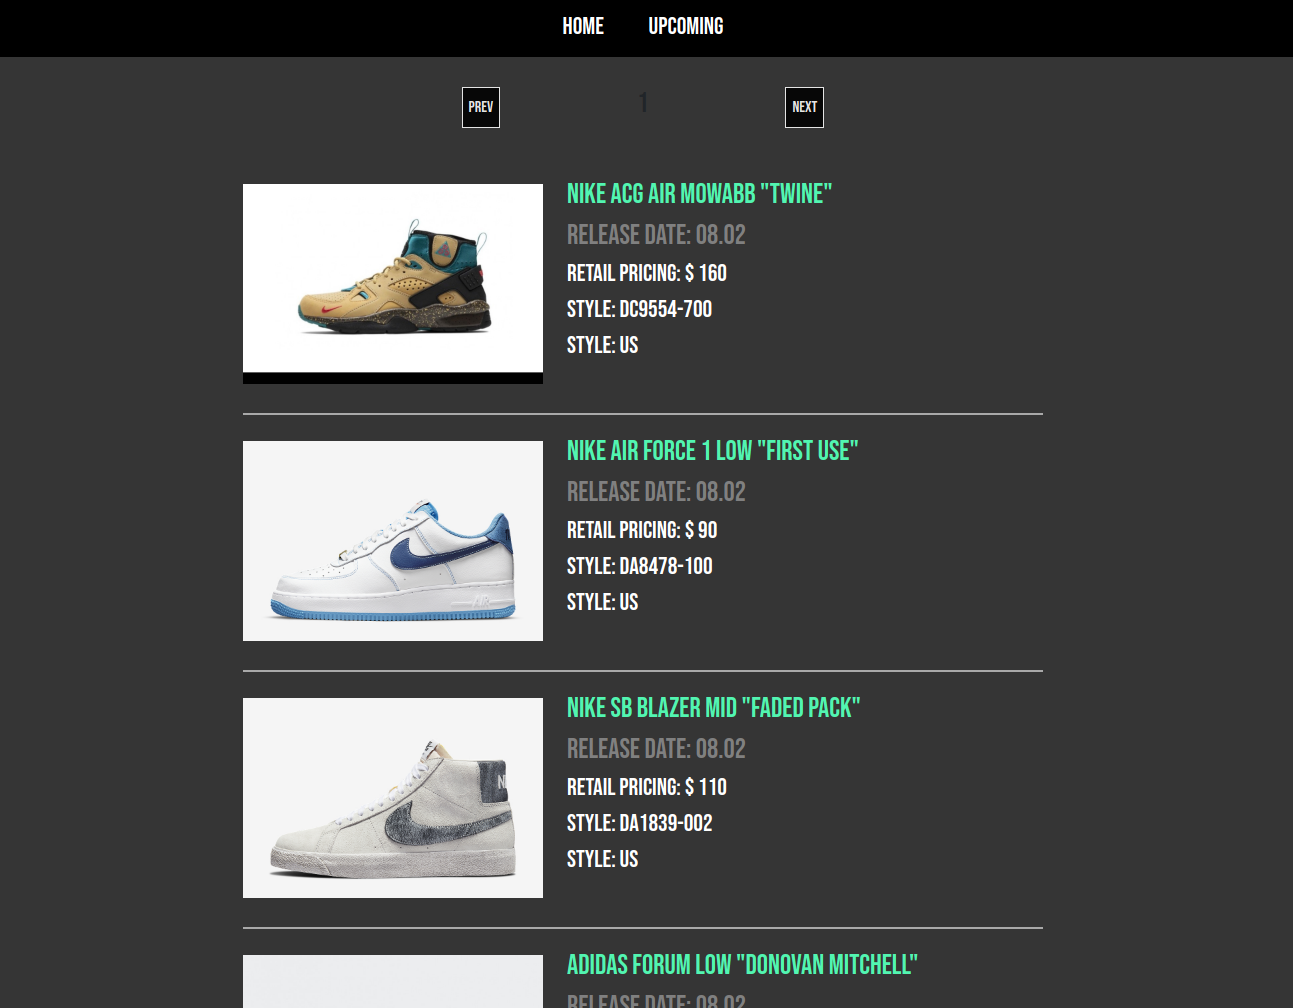 HOME UPCOMING
PREV 1 NEXT
NIKE ACG AIR MOWABB "TWINE"
RELEASE DATE: 08.02
RETAIL PRICING: $ 160
STYLE: DC9554-700
STYLE: US
NIKE AIR FORCE 1 LOW "FIRST USE"
RELEASE DATE: 08.02
RETAIL PRICING: $ 90
STYLE: DA8478-100
STYLE: US
NIKE SB BLAZER MID "FADED PACK"
RELEASE DATE: 08.02
RETAIL PRICING: $ 110
STYLE: DA1839-002
STYLE: US
ADIDAS FORUM LOW "DONOVAN MITCHELL"
RELEASE DATE: 08.02